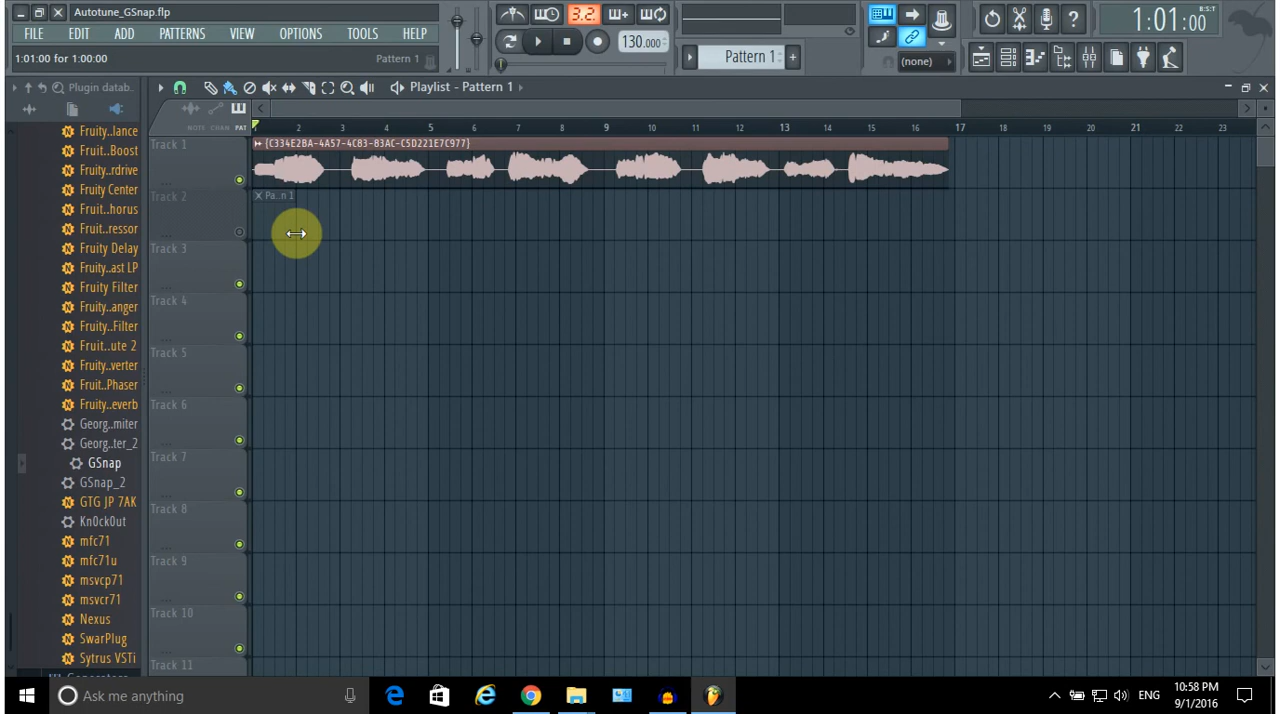 Autotune_GSnap.flp
FILE EDIT ADD PATTERNS VIEW OPTIONS TOOLS HELP
1:01:00 for 1:00:00 Pattern 1
3.2
130.000
Pattern 1
(none)
1:01:00
B:S:T
Plugin datab..
Playlist - Pattern 1
NOTE CHAN PAT
1 2 3 4 5 6 7 8 9 10 11 12 13 14 15 16 17 18 19 20 21 22 23
Track 1
{C334E2BA-4A57-4C83-B3AC-C5D221E7C977}
Track 2
Pa..n 1
Track 3
Track 4
Track 5
Track 6
Track 7
Track 8
Track 9
Track 10
Track 11
Fruity..lance
Fruit..Boost
Fruity..rdrive
Fruity Center
Fruit..horus
Fruit..ressor
Fruity Delay
Fruit..ast LP
Fruity Filter
Fruity..anger
Fruity..Filter
Fruit..ute 2
Fruity..verter
Fruit..Phaser
Fruity..everb
Georg..miter
Georg..ter_2
GSnap
GSnap_2
GTG JP 7AK
Kn0ck0ut
mfc71
mfc71u
msvcp71
msvcr71
Nexus
SwarPlug
Sytrus VSTi
Ask me anything
ENG
10:58 PM
9/1/2016